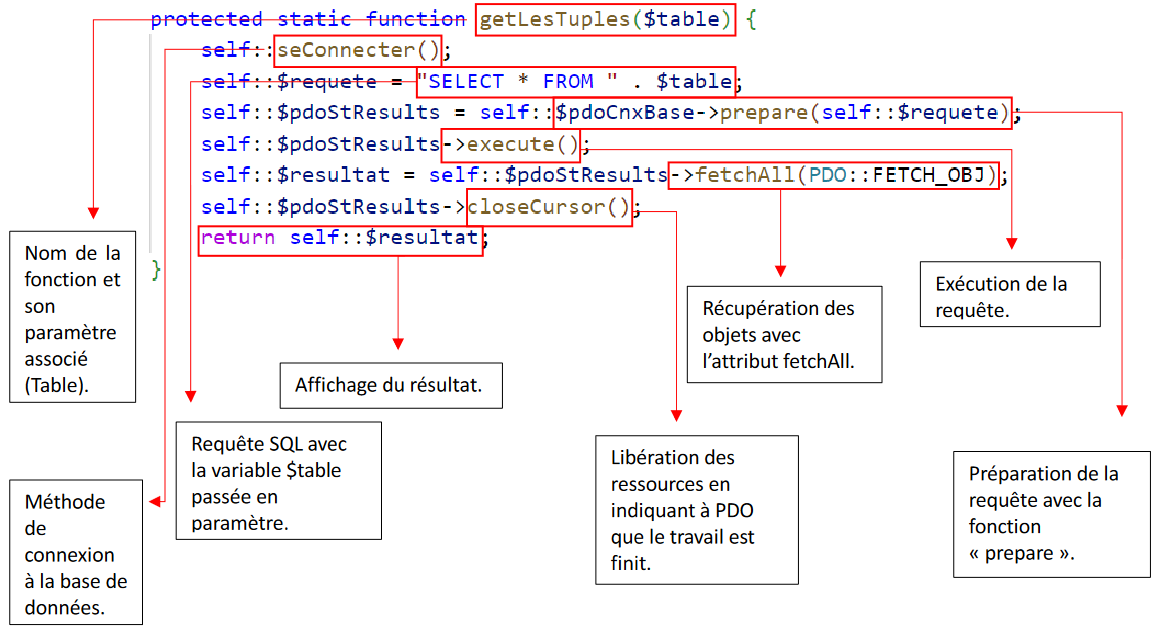 protected static function getLesTuples($table) {
self::seConnecter();
self::$requete = "SELECT * FROM " . $table;
self::$pdoStResults = self::$pdoCnxBase->prepare(self::$requete);
self::$pdoStResults->execute();
self::$resultat = self::$pdoStResults->fetchAll(PDO::FETCH_OBJ);
self::$pdoStResults->closeCursor();
return self::$resultat;
}
Nom de la
fonction et
son
paramètre
associé
(Table).
Affichage du résultat.
Récupération des
objets avec
l’attribut fetchAll.
Exécution de la
requête.
Méthode
de
connexion
à la base de
données.
Requête SQL avec
la variable $table
passée en
paramètre.
Libération des
ressources en
indiquant à PDO
que le travail est
finit.
Préparation de la
requête avec la
fonction
« prepare ».